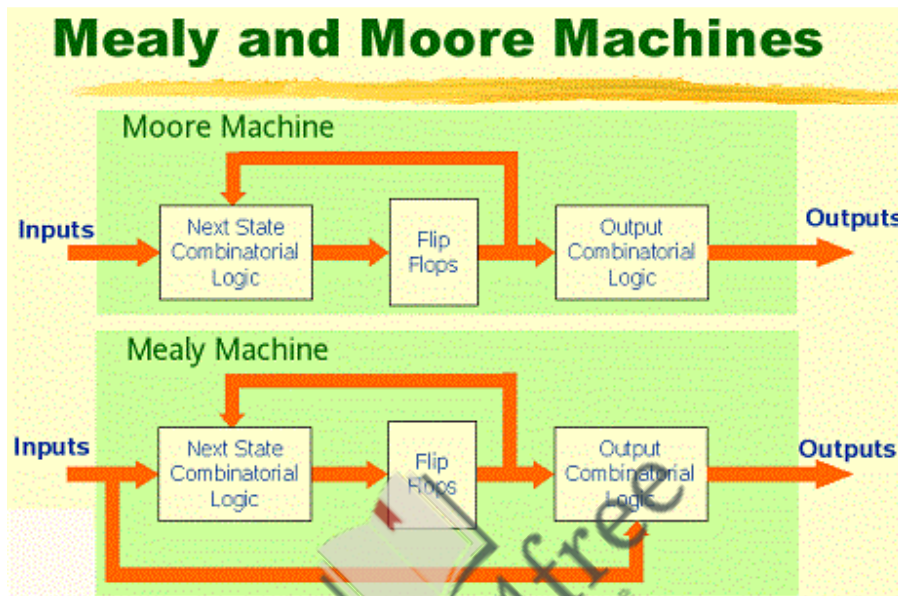 Mealy and Moore Machines
Moore Machine
Inputs
Next State
Combinatorial
Logic
Flip
Flops
Output
Combinatorial
Logic
Outputs
Mealy Machine
Inputs
Next State
Combinatorial
Logic
Flip
Flops
Output
Combinatorial
Logic
Outputs